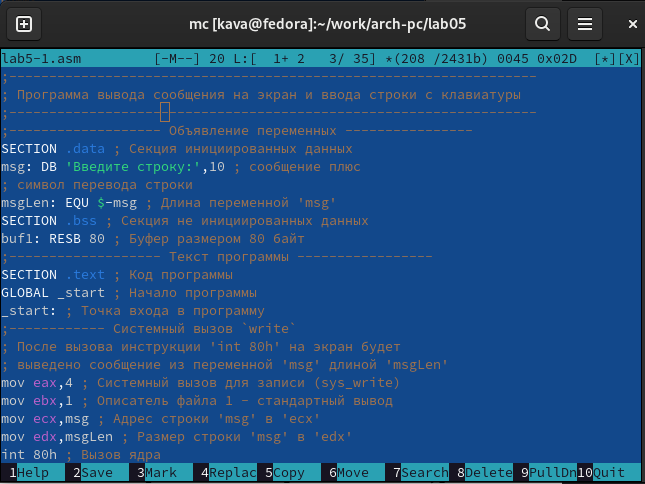 mc [kava@fedora]:~/work/arch-pc/lab05
lab5-1.asm [-M--] 20 L:[ 1+ 2 3/ 35] *(208 /2431b) 0045 0x02D [*][X]
;---------------------------------------------------------------
; Программа вывода сообщения на экран и ввода строки с клавиатуры
;---------------------------------------------------------------
;------------------- Объявление переменных ---------------
SECTION .data ; Секция инициированных данных
msg: DB 'Введите строку:',10 ; сообщение плюс
; символ перевода строки
msgLen: EQU $-msg ; Длина переменной 'msg'
SECTION .bss ; Секция не инициированных данных
buf1: RESB 80 ; Буфер размером 80 байт
;------------------- Текст программы -----------------
SECTION .text ; Код программы
GLOBAL _start ; Начало программы
_start: ; Точка входа в программу
;------------ Системный вызов `write`
; После вызова инструкции 'int 80h' на экран будет
; выведено сообщение из переменной 'msg' длиной 'msgLen'
mov eax,4 ; Системный вызов для записи (sys_write)
mov ebx,1 ; Описатель файла 1 - стандартный вывод
mov ecx,msg ; Адрес строки 'msg' в 'ecx'
mov edx,msgLen ; Размер строки 'msg' в 'edx'
int 80h ; Вызов ядра
1Help 2Save 3Mark 4Replac 5Copy 6Move 7Search 8Delete 9PullDn 10Quit